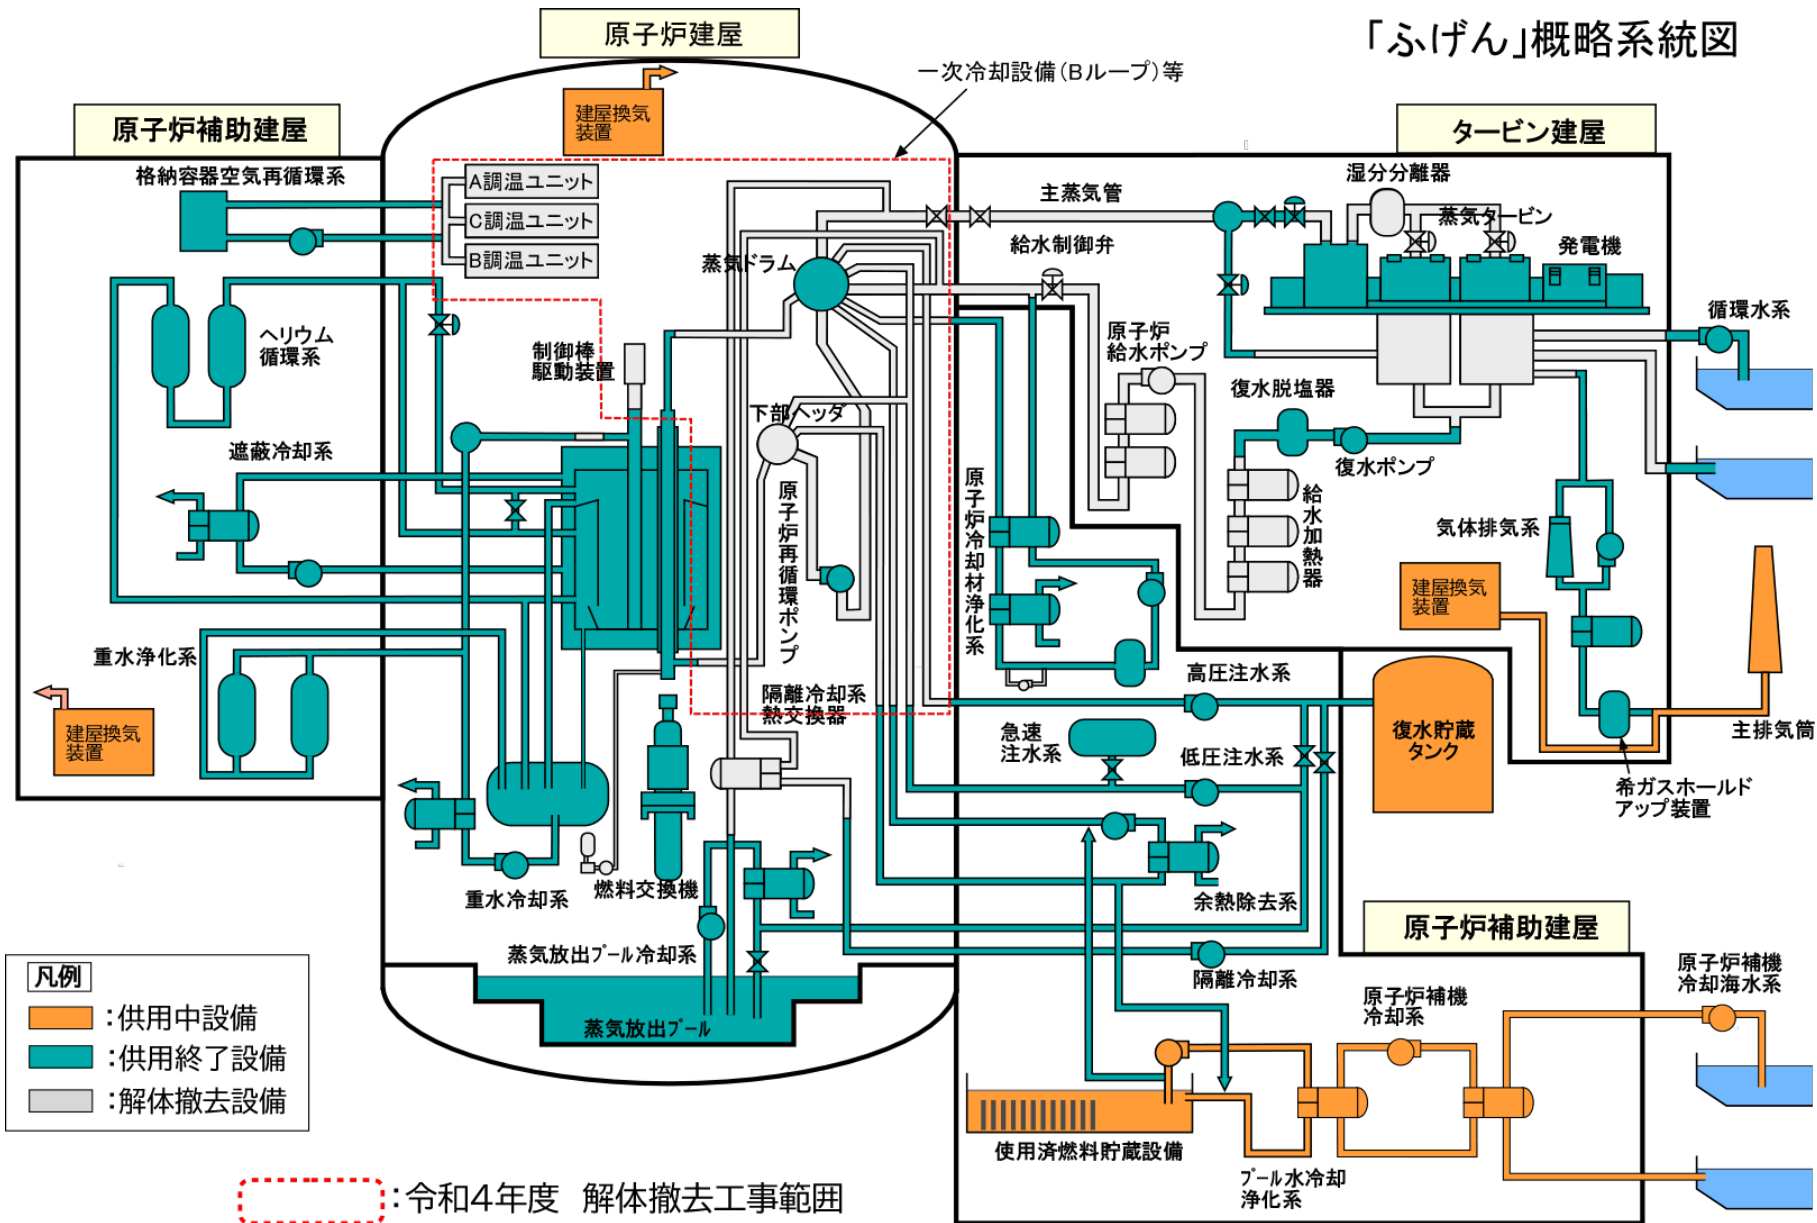 「ふげん」概略系統図
原子炉建屋
一次冷却設備(Bループ)等
建屋換気
装置
原子炉補助建屋
タービン建屋
格納容器空気再循環系
A調温ユニット
C調温ユニット
B調温ユニット
主蒸気管
湿分分離器
蒸気タービン
発電機
給水制御弁
蒸気ドラム
循環水系
ヘリウム
循環系
制御棒
駆動装置
原子炉
給水ポンプ
復水脱塩器
下部ヘッダ
遮蔽冷却系
復水ポンプ
原子炉再循環ポンプ
原子炉冷却材浄化系
給水加熱器
気体排気系
建屋換気
装置
重水浄化系
高圧注水系
隔離冷却系
熱交換器
急速
注水系
低圧注水系
復水貯蔵
タンク
主排気筒
建屋換気
装置
希ガスホールド
アップ装置
重水冷却系
燃料交換機
余熱除去系
原子炉補助建屋
蒸気放出プール冷却系
隔離冷却系
原子炉補機
冷却海水系
原子炉補機
冷却系
蒸気放出プール
凡例
:供用中設備
:供用終了設備
:解体撤去設備
使用済燃料貯蔵設備
プール水冷却
浄化系
:令和4年度 解体撤去工事範囲